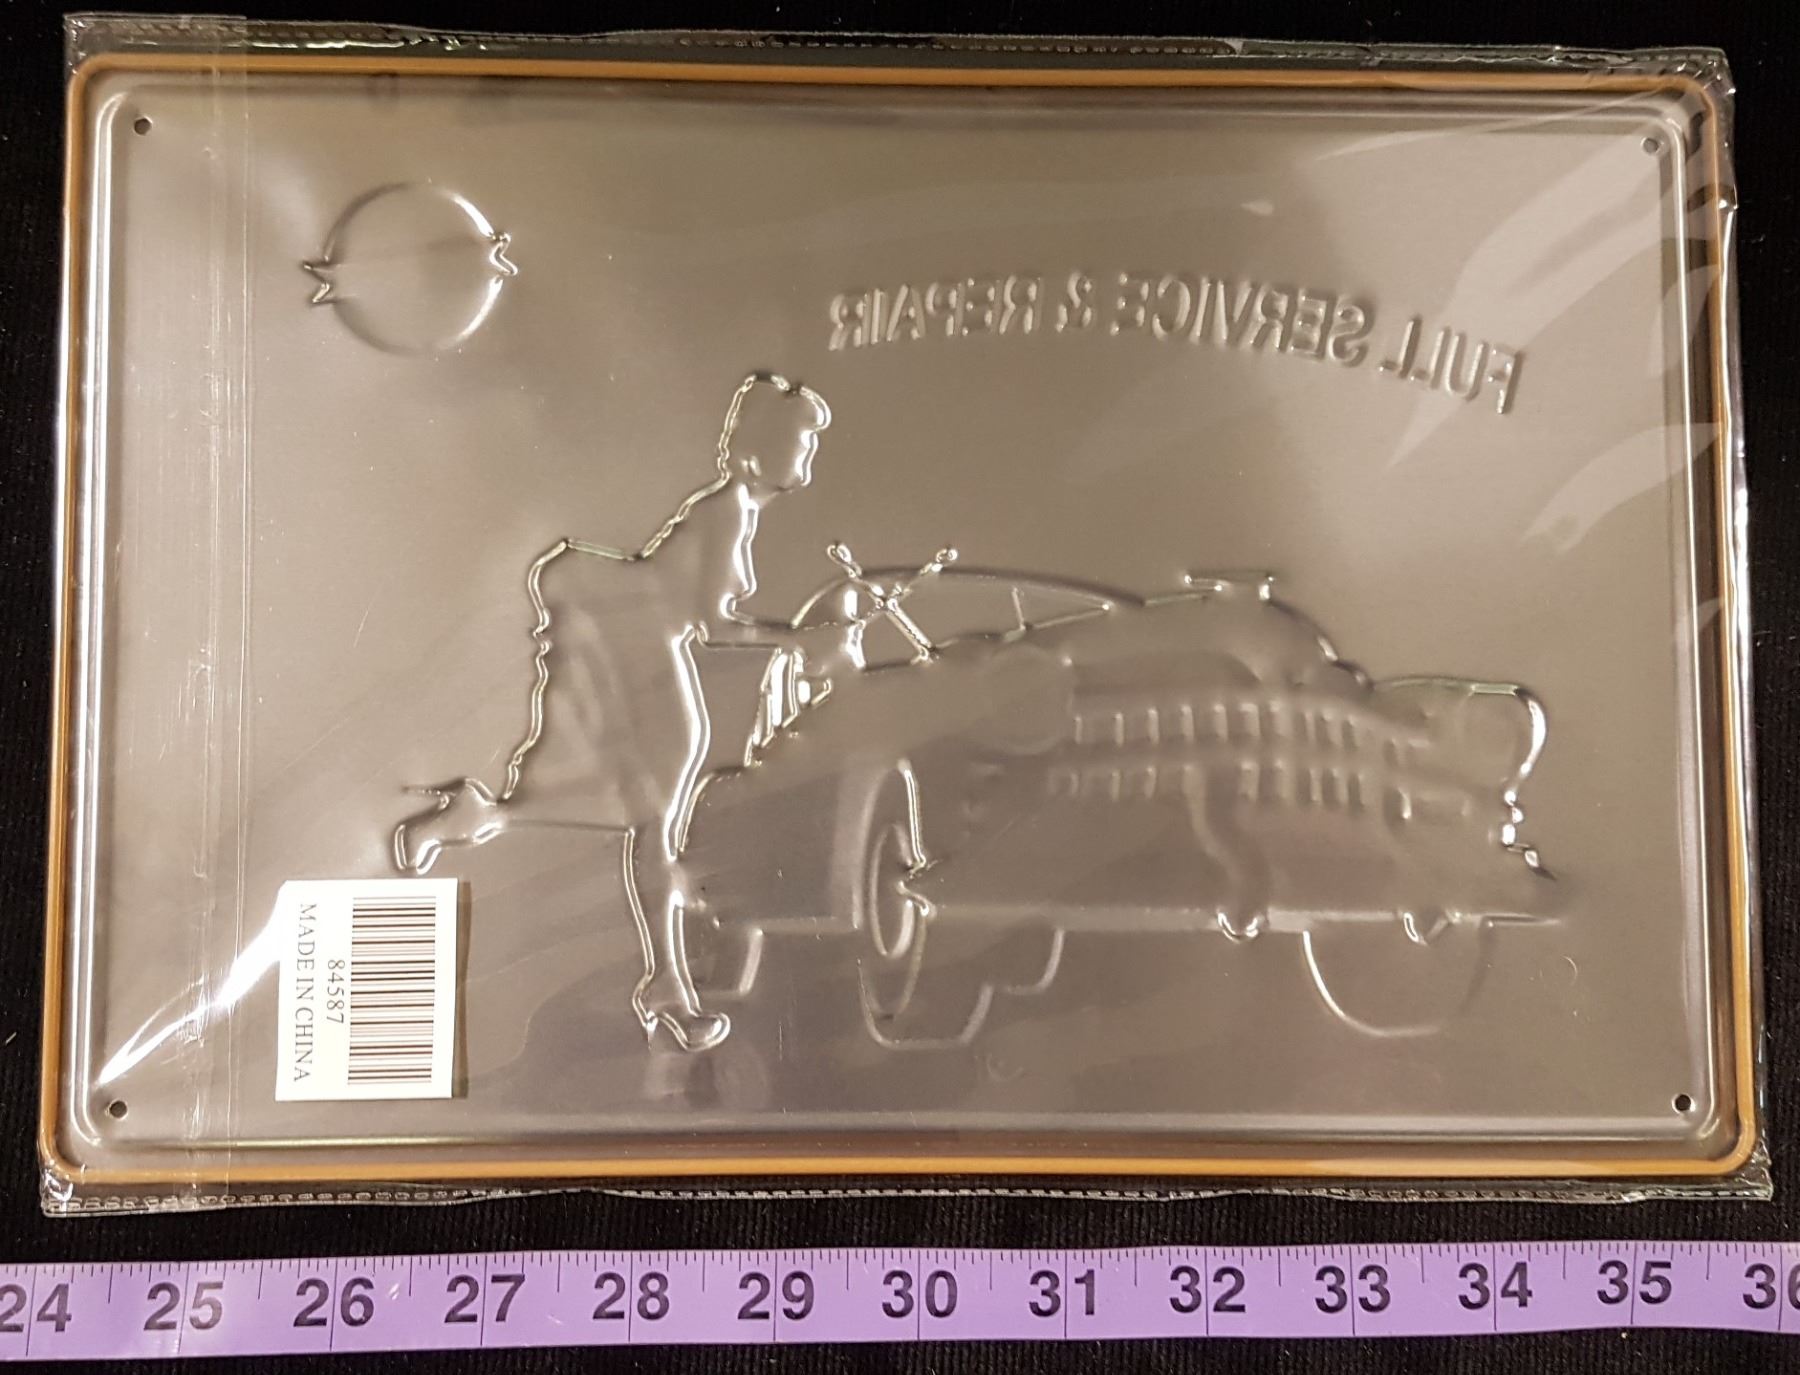 FULL SERVICE & REPAIR
84587
MADE IN CHINA
24 25 26 27 28 29 30 31 32 33 34 35 36